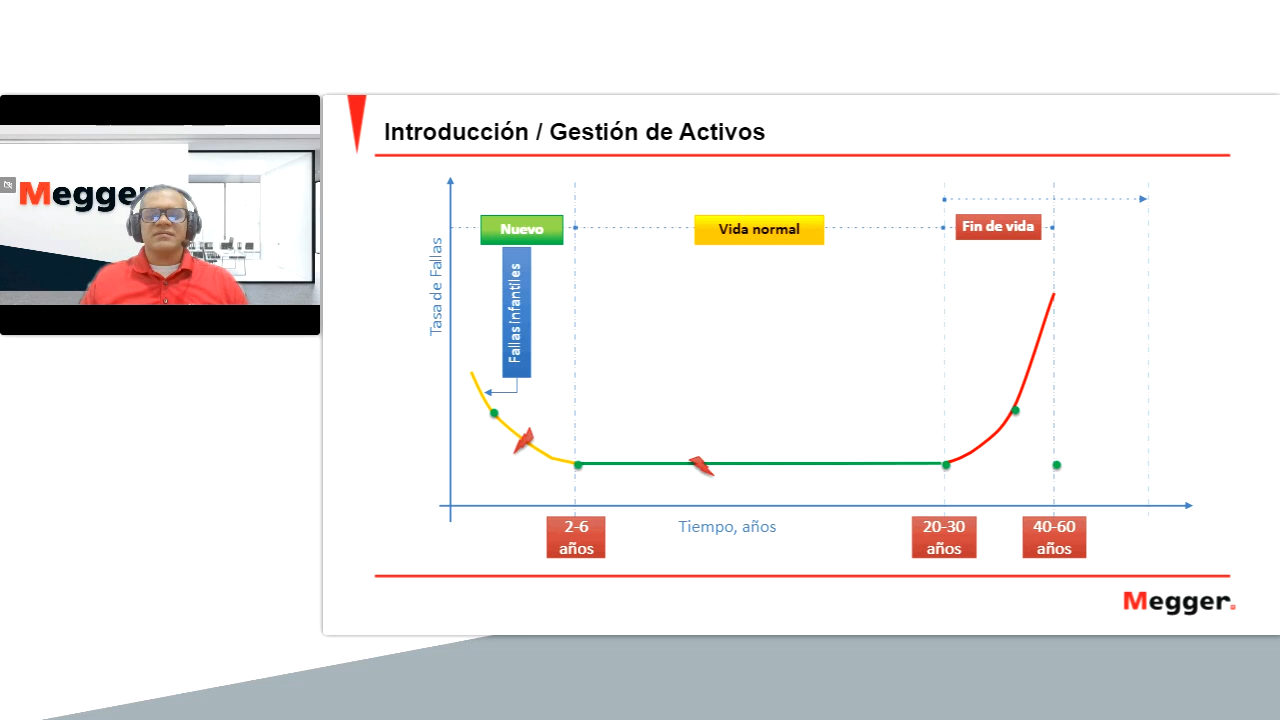 Megge
Introducción / Gestión de Activos
Nuevo
Vida normal
Fin de vida
Tasa de Fallas
Fallas Infantiles
2-6
años
Tiempo, años
20-30
años
40-60
años
Megger.